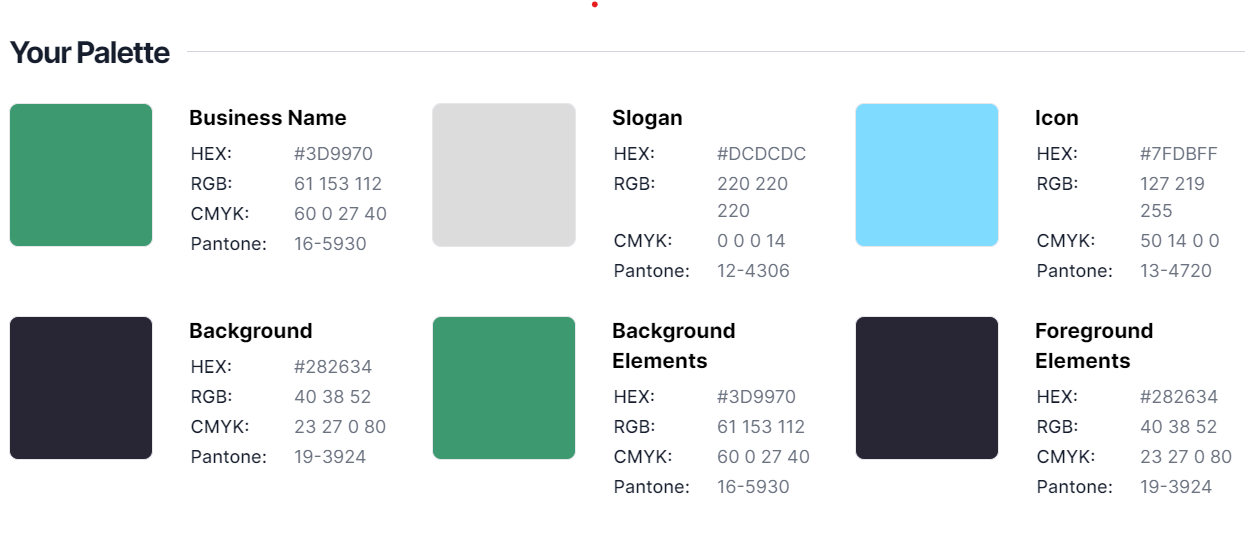 Your Palette
Business Name
HEX: #3D9970
RGB: 61 153 112
CMYK: 60 0 27 40
Pantone: 16-5930
Slogan
HEX: #DCDCDC
RGB: 220 220
220
CMYK: 0 0 0 14
Pantone: 12-4306
Icon
HEX: #7FDBFF
RGB: 127 219
255
CMYK: 50 14 0 0
Pantone: 13-4720
Background
HEX: #282634
RGB: 40 38 52
CMYK: 23 27 0 80
Pantone: 19-3924
Background
Elements
HEX: #3D9970
RGB: 61 153 112
CMYK: 60 0 27 40
Pantone: 16-5930
Foreground
Elements
HEX: #282634
RGB: 40 38 52
CMYK: 23 27 0 80
Pantone: 19-3924